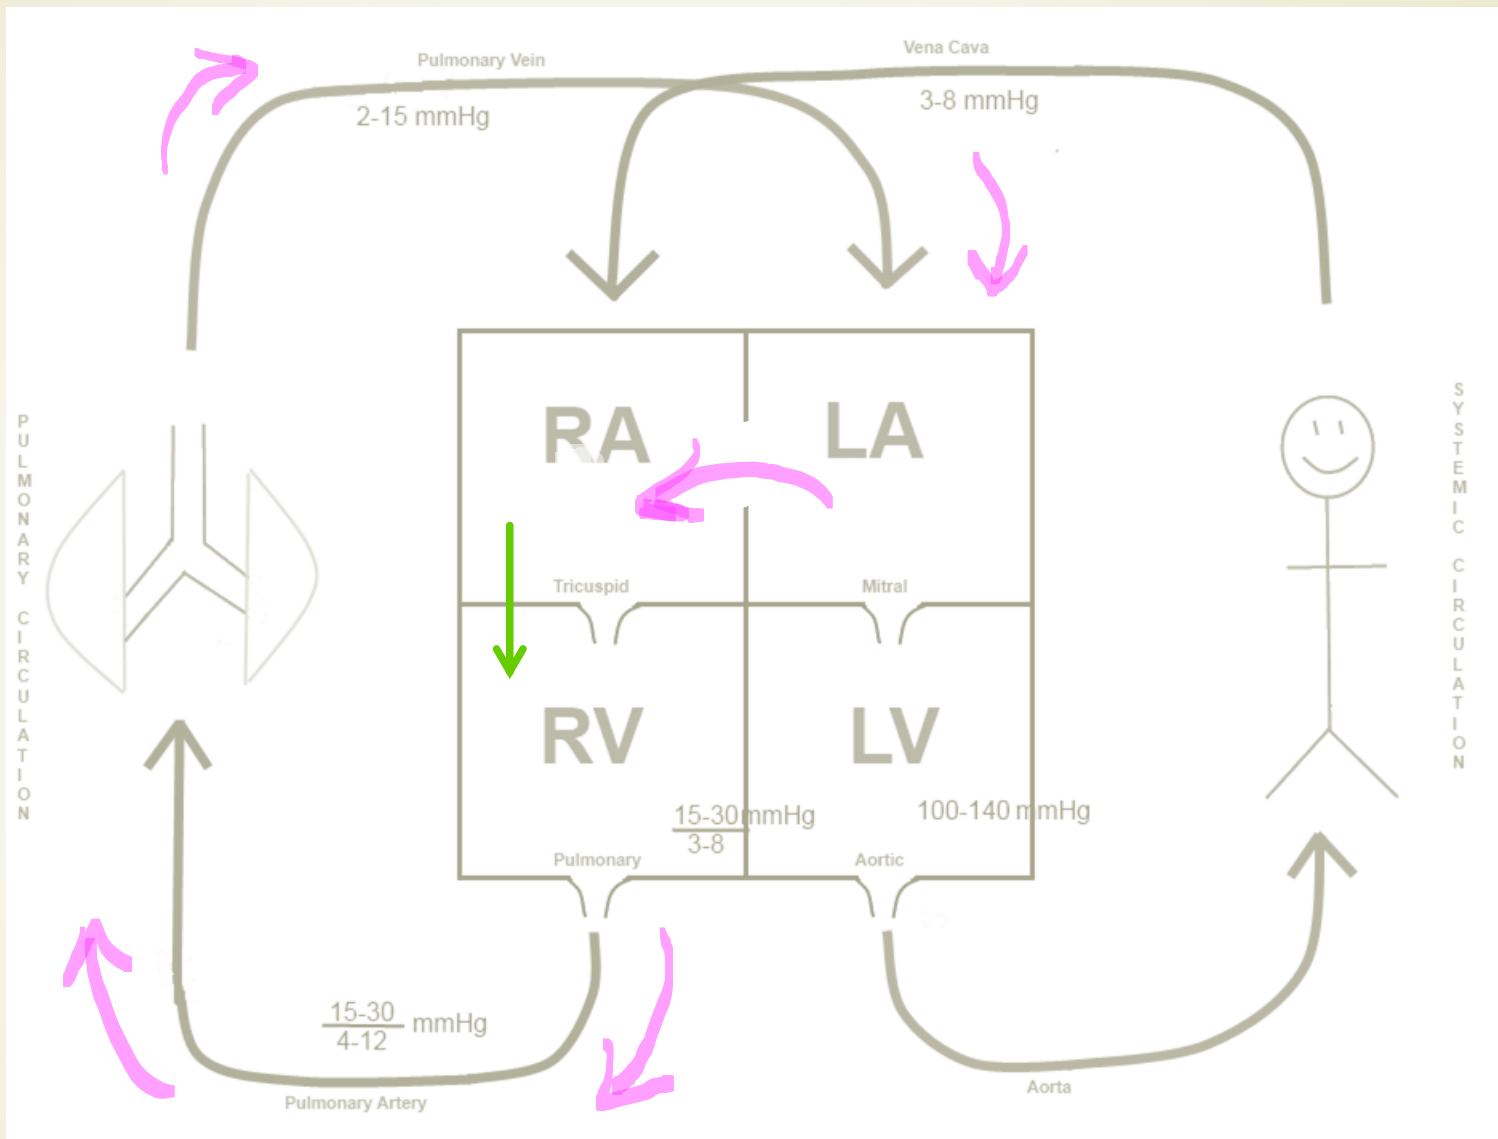 Pulmonary Vein
2-15 mmHg
Vena Cava
3-8 mmHg
PULMONARY CIRCULATION
SYSTEMIC CIRCULATION
RA
LA
Tricuspid
Mitral
RV
LV
15-30 mmHg
3-8
100-140 mmHg
Pulmonary
Aortic
15-30
4-12
mmHg
Pulmonary Artery
Aorta